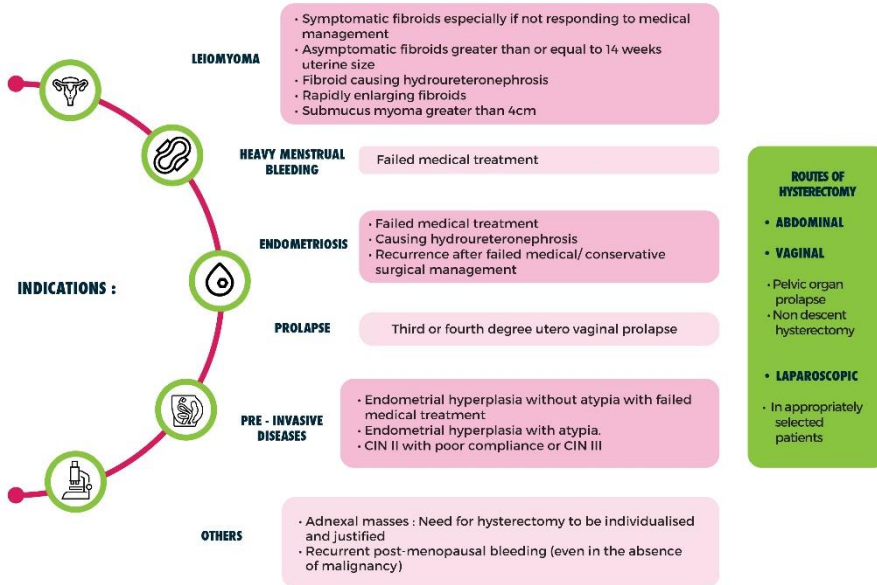 INDICATIONS :
LEIOMYOMA
• Symptomatic fibroids especially if not responding to medical
management
• Asymptomatic fibroids greater than or equal to 14 weeks
uterine size
• Fibroid causing hydroureteronephrosis
• Rapidly enlarging fibroids
• Submucus myoma greater than 4cm
HEAVY MENSTRUAL
BLEEDING
Failed medical treatment
ENDOMETRIOSIS
• Failed medical treatment
• Causing hydroureteronephrosis
• Recurrence after failed medical/ conservative
surgical management
PROLAPSE
Third or fourth degree utero vaginal prolapse
PRE - INVASIVE
DISEASES
• Endometrial hyperplasia without atypia with failed
medical treatment
• Endometrial hyperplasia with atypia.
• CIN II with poor compliance or CIN III
OTHERS
• Adnexal masses : Need for hysterectomy to be individualised
and justified
• Recurrent post-menopausal bleeding (even in the absence
of malignancy)
ROUTES OF
HYSTERECTOMY
• ABDOMINAL
• VAGINAL
• Pelvic organ
prolapse
• Non descent
hysterectomy
• LAPAROSCOPIC
• In appropriately
selected
patients